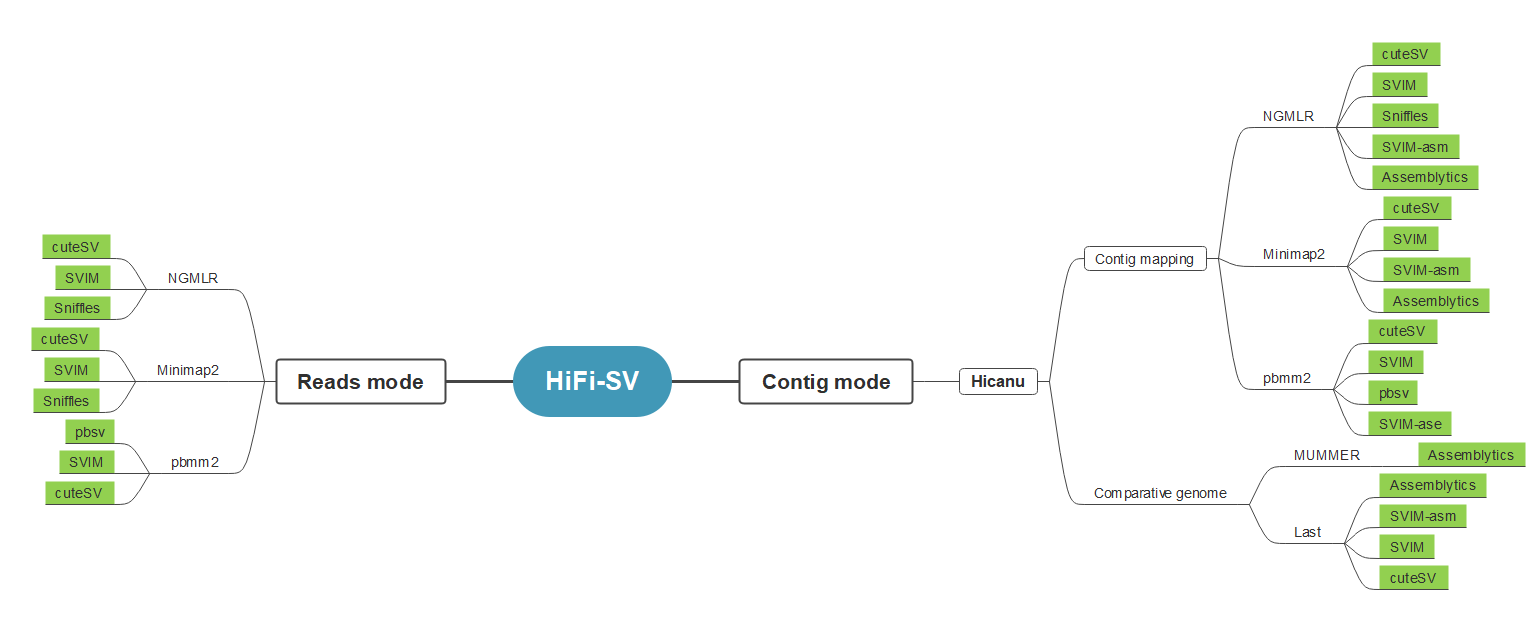 HiFi-SV
Reads mode
NGMLR
cuteSV
SVIM
Sniffles
Minimap2
cuteSV
SVIM
Sniffles
pbmm2
pbsv
SVIM
cuteSV
Contig mode
Hicanu
Contig mapping
NGMLR
cuteSV
SVIM
Sniffles
SVIM-asm
Assemblytics
Minimap2
cuteSV
SVIM
SVIM-asm
Assemblytics
pbmm2
cuteSV
SVIM
pbsv
SVIM-ase
Comparative genome
MUMMER
Assemblytics
Last
Assemblytics
SVIM-asm
SVIM
cuteSV